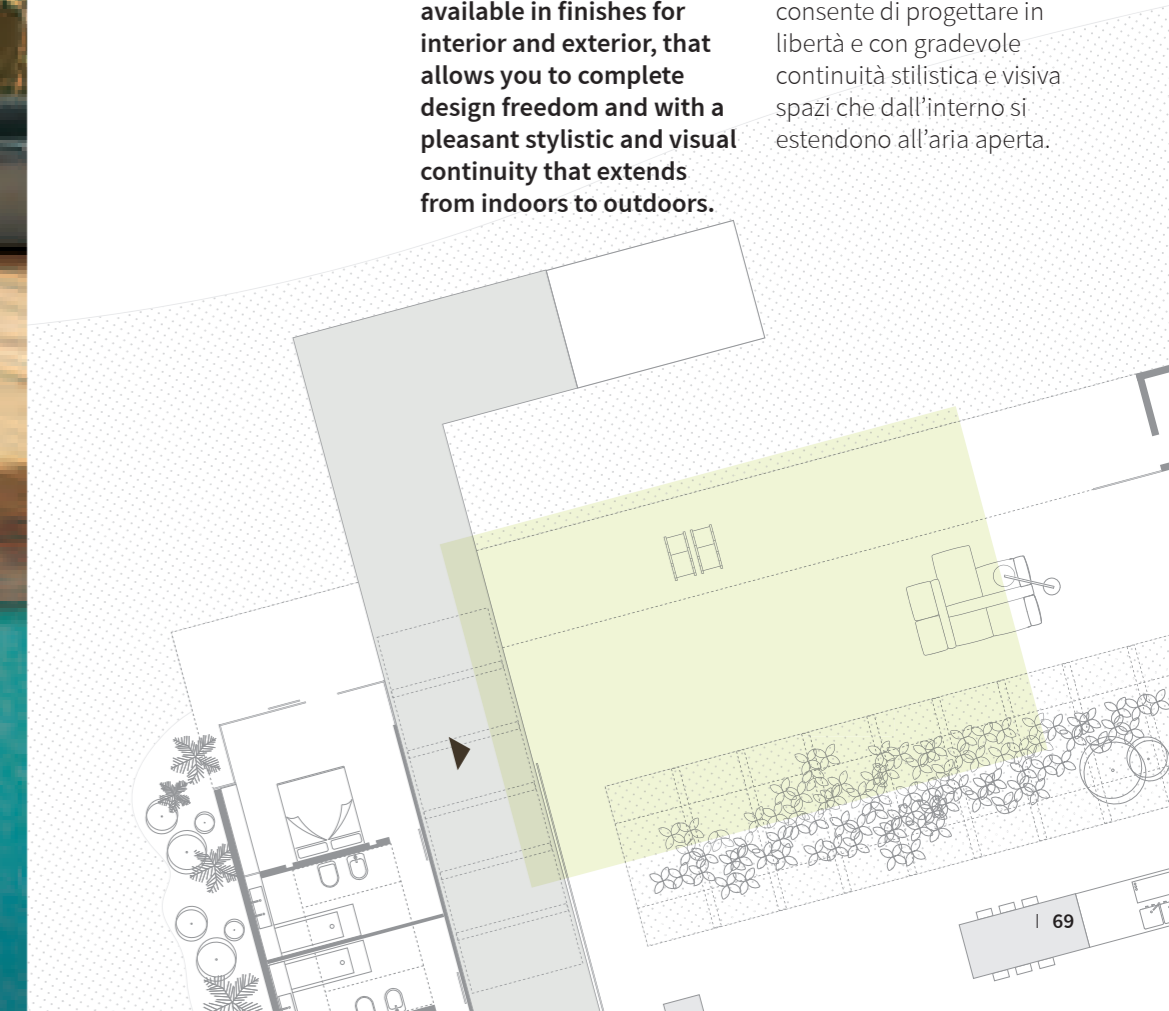 available in finishes for
interior and exterior, that
allows you to complete
design freedom and with a
pleasant stylistic and visual
continuity that extends
from indoors to outdoors.
consente di progettare in
libertà e con gradevole
continuità stilistica e visiva
spazi che dall’interno si
estendono all’aria aperta.
| 69